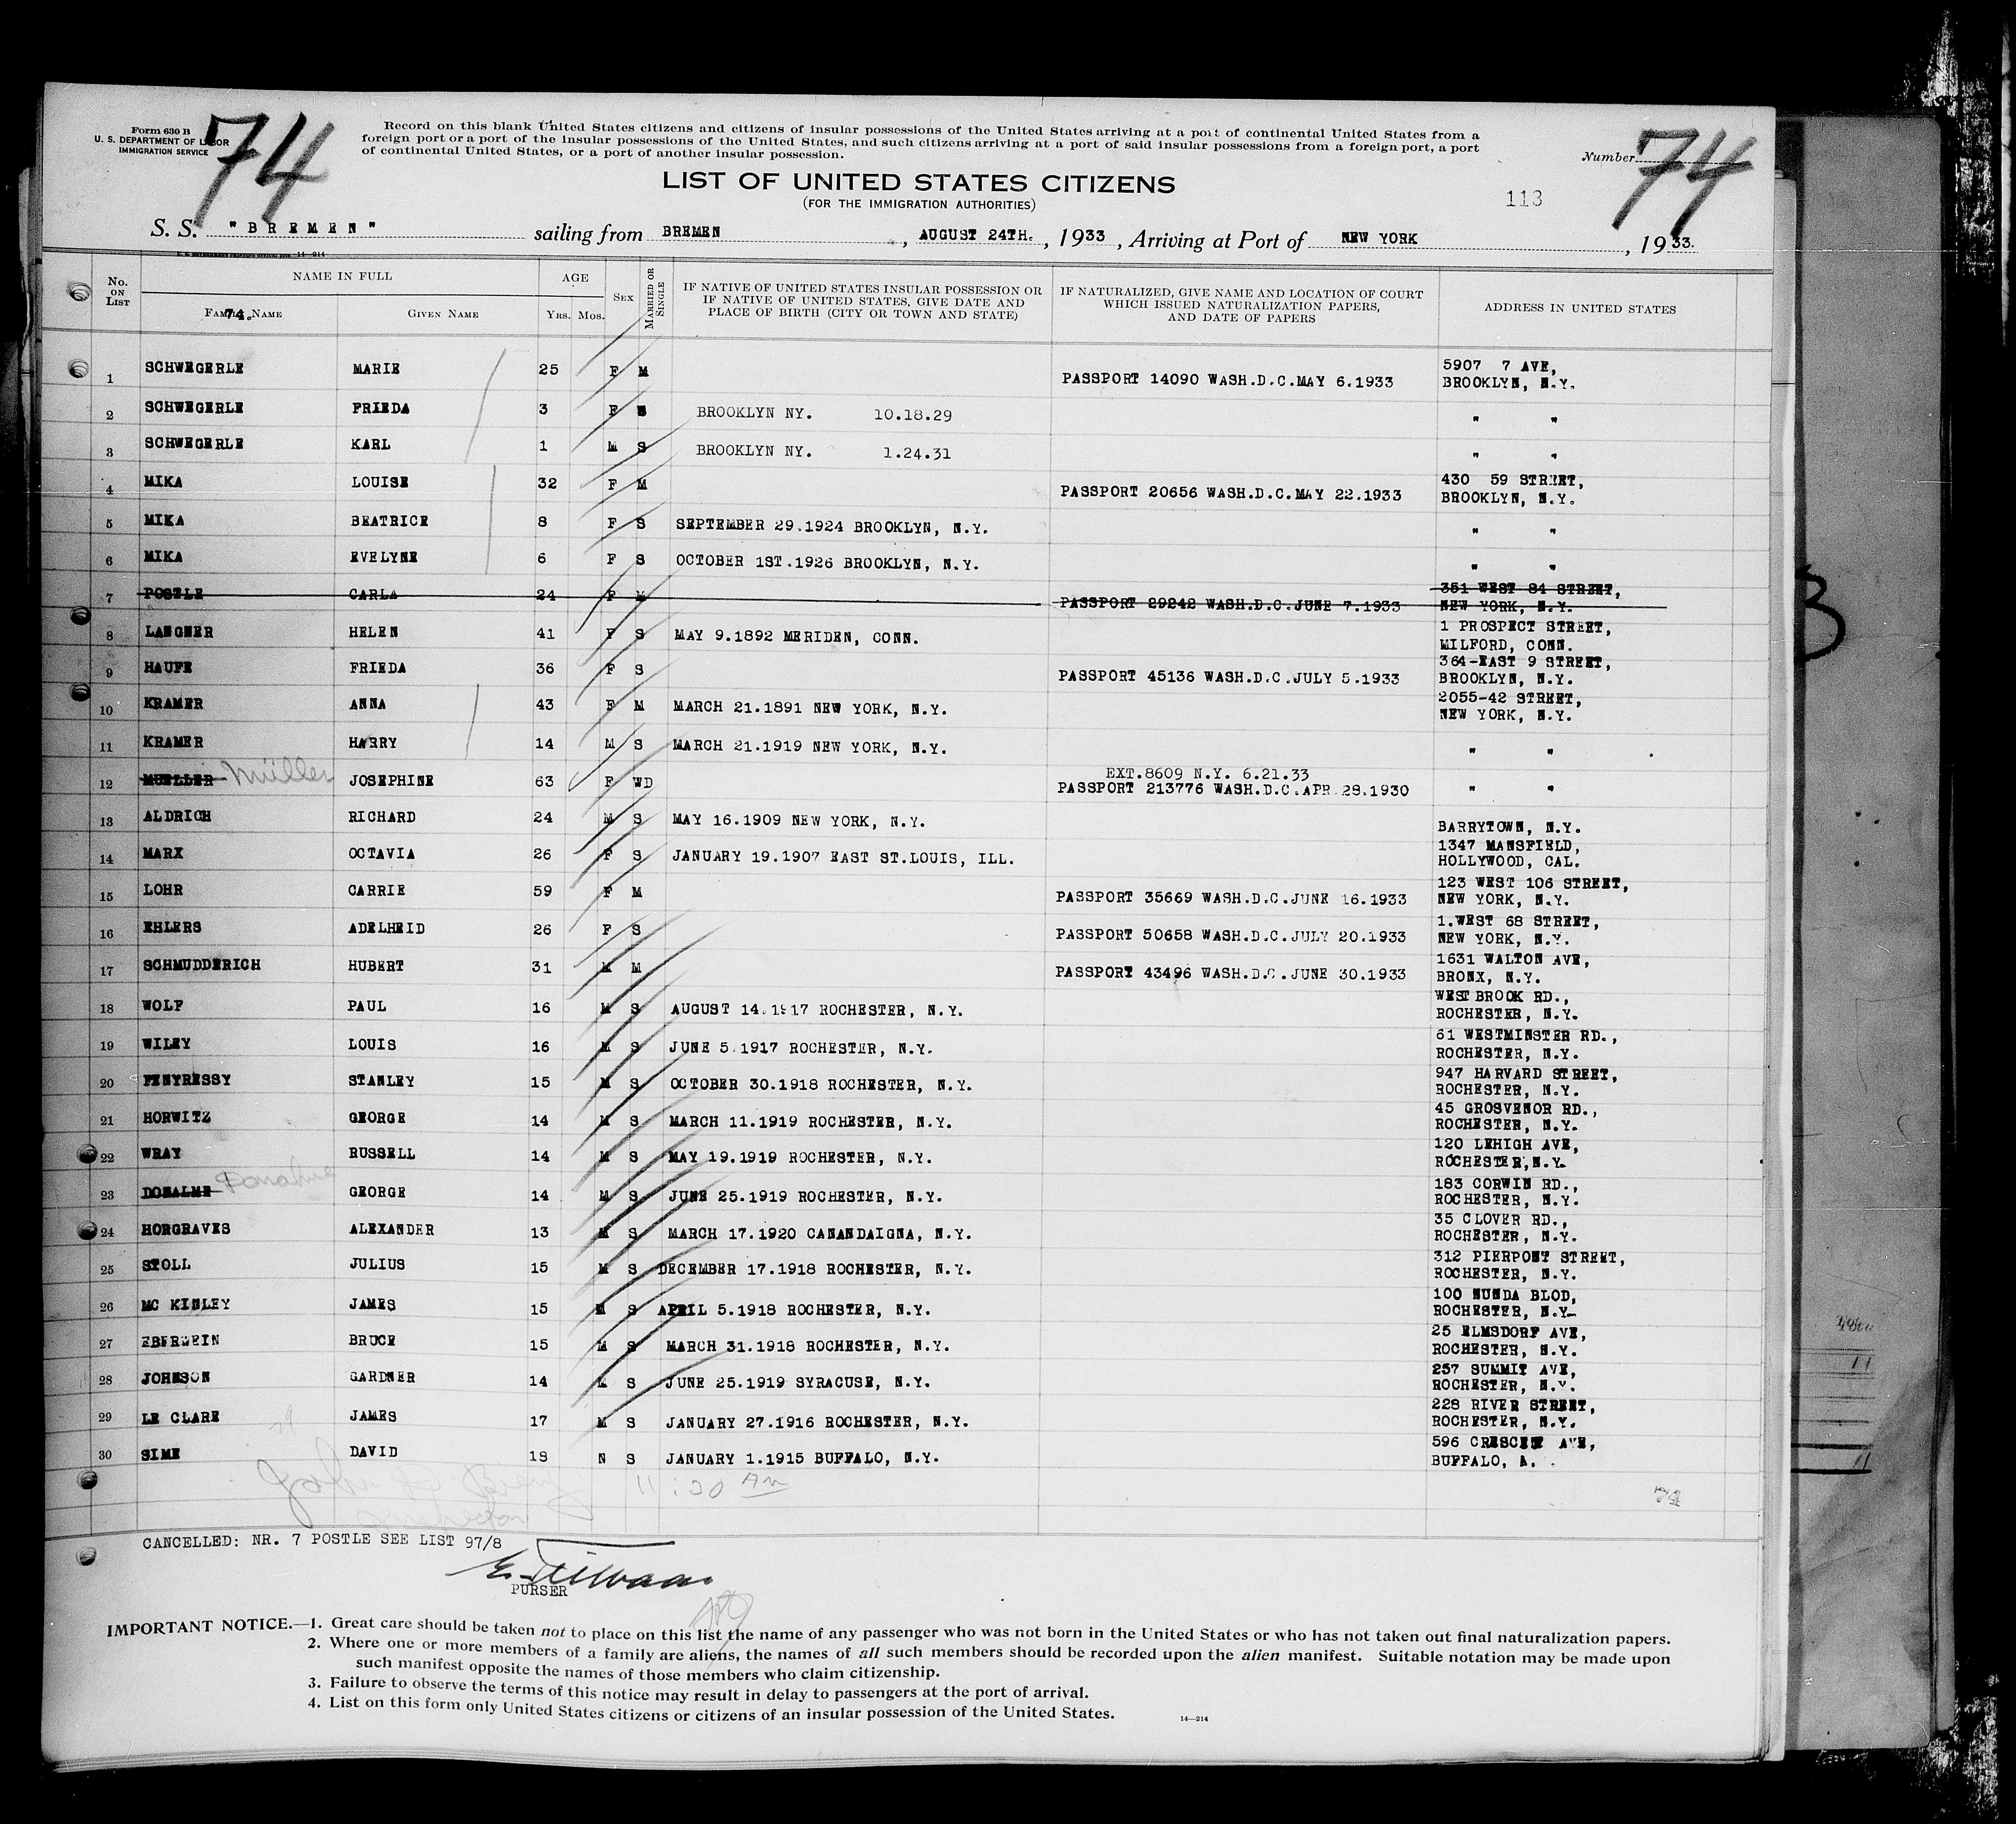 Form 630 B
U. S. DEPARTMENT OF LABOR
IMMIGRATION SERVICE
74
Record on this blank United States citizens and citizens of insular possessions of the United States arriving at a port of continental United States from a
foreign port or a port of the insular possessions of the United States, and such citizens arriving at a port of said insular possessions from a foreign port, a port
of continental United States, or a port of another insular possession.
Number 74
LIST OF UNITED STATES CITIZENS
(FOR THE IMMIGRATION AUTHORITIES)
113
S. S. "BREMEN" sailing from BREMEN, AUGUST 24TH., 1933, Arriving at Port of NEW YORK, 1933.
14-214
No. ON LIST
NAME IN FULL
FAMILY NAME
74.
GIVEN NAME
AGE
YRS. MOS.
SEX
MARRIED OR SINGLE
IF NATIVE OF UNITED STATES INSULAR POSSESSION OR
IF NATIVE OF UNITED STATES, GIVE DATE AND
PLACE OF BIRTH (CITY OR TOWN AND STATE)
IF NATURALIZED, GIVE NAME AND LOCATION OF COURT
WHICH ISSUED NATURALIZATION PAPERS,
AND DATE OF PAPERS
ADDRESS IN UNITED STATES
1 SCHWEGERLE MARIE 25 F M PASSPORT 14090 WASH.D.C.MAY 6.1933 5907 7 AVE,
BROOKLYN, N.Y.
2 SCHWEGERLE FRIEDA 3 F S BROOKLYN NY. 10.18.29 " "
3 SCHWEGERLE KARL 1 M S BROOKLYN NY. 1.24.31 " "
4 MIKA LOUISE 32 F M PASSPORT 20656 WASH.D.C.MAY 22.1933 430 59 STREET,
BROOKLYN, N.Y.
5 MIKA BEATRICE 8 F S SEPTEMBER 29.1924 BROOKLYN, N.Y. " "
6 MIKA EVELYNE 6 F S OCTOBER 1ST.1926 BROOKLYN, N.Y. " "
7 POSTLE CARLA 24 F M PASSPORT 29242 WASH.D.C.JUNE 7.1933 351 WEST 84 STREET,
NEW YORK, N.Y.
8 LANGNER HELEN 41 F S MAY 9.1892 MERIDEN, CONN. 1 PROSPECT STREET,
MILFORD, CONN.
9 HAUFE FRIEDA 36 F S PASSPORT 45136 WASH.D.C.JULY 5.1933 364-EAST 9 STREET,
BROOKLYN, N.Y.
10 KRAMER ANNA 43 F M MARCH 21.1891 NEW YORK, N.Y. 2055-42 STREET,
NEW YORK, N.Y.
11 KRAMER HARRY 14 M S MARCH 21.1919 NEW YORK, N.Y. " "
EXT.8609 N.Y. 6.21.33
12 MUELLER Müller JOSEPHINE 63 F WD PASSPORT 213776 WASH.D.C.APR.28.1930 " "
13 ALDRICH RICHARD 24 M S MAY 16.1909 NEW YORK, N.Y. BARRYTOWN, N.Y.
14 MARX OCTAVIA 26 F S JANUARY 19.1907 EAST ST.LOUIS, ILL. 1347 MANSFIELD,
HOLLYWOOD, CAL.
15 LOHR CARRIE 59 F M PASSPORT 35669 WASH.D.C.JUNE 16.1933 123 WEST 106 STREET,
NEW YORK, N.Y.
16 EHLERS ADELHEID 26 F S PASSPORT 50658 WASH.D.C.JULY 20.1933 1.WEST 68 STREET,
NEW YORK, N.Y.
17 SCHMUDDERICH HUBERT 31 M M PASSPORT 43496 WASH.D.C.JUNE 30.1933 1631 WALTON AVE,
BRONX, N.Y.
18 WOLF PAUL 16 M S AUGUST 14.1917 ROCHESTER, N.Y. WEST BROOK RD.,
ROCHESTER, N.Y.
19 WILEY LOUIS 16 M S JUNE 5.1917 ROCHESTER, N.Y. 61 WESTMINSTER RD.,
ROCHESTER, N.Y.
20 FENYRESSY STANLEY 15 M S OCTOBER 30.1918 ROCHESTER, N.Y. 947 HARVARD STREET,
ROCHESTER, N.Y.
21 HORWITZ GEORGE 14 M S MARCH 11.1919 ROCHESTER, N.Y. 45 GROSVENOR RD.,
ROCHESTER, N.Y.
22 WRAY RUSSELL 14 M S MAY 19.1919 ROCHESTER, N.Y. 120 LEHIGH AVE,
ROCHESTER, N.Y.
23 DONALME Donahue GEORGE 14 M S JUNE 25.1919 ROCHESTER, N.Y. 183 CORWIN RD.,
ROCHESTER, N.Y.
24 HORGRAVES ALEXANDER 13 M S MARCH 17.1920 CANANDAIGNA, N.Y. 35 CLOVER RD.,
ROCHESTER, N.Y.
25 STOLL JULIUS 15 M S DECEMBER 17.1918 ROCHESTER, N.Y. 312 PIERPONT STREET,
ROCHESTER, N.Y.
26 MC KINLEY JAMES 15 M S APRIL 5.1918 ROCHESTER, N.Y. 100 NUNDA BLOD,
ROCHESTER, N.Y.
27 EBERWEIN BRUCE 15 M S MARCH 31.1918 ROCHESTER, N.Y. 25 ELMSDORF AVE,
ROCHESTER, N.Y.
28 JOHNSON GARDNER 14 M S JUNE 25.1919 SYRACUSE, N.Y. 257 SUMMIT AVE,
ROCHESTER, N.Y.
29 LE CLARE JAMES 17 M S JANUARY 27.1916 ROCHESTER, N.Y. 228 RIVER STREET,
ROCHESTER, N.Y.
30 SIME DAVID 18 N S JANUARY 1.1915 BUFFALO, N.Y. 596 CRESCENT AVE,
BUFFALO,
John
Inspector
11:20 AM
74
CANCELLED: NR. 7 POSTLE SEE LIST 97/8
PURSER
IMPORTANT NOTICE.—1. Great care should be taken not to place on this list the name of any passenger who was not born in the United States or who has not taken out final naturalization papers.
2. Where one or more members of a family are aliens, the names of all such members should be recorded upon the alien manifest. Suitable notation may be made upon
such manifest opposite the names of those members who claim citizenship.
3. Failure to observe the terms of this notice may result in delay to passengers at the port of arrival.
4. List on this form only United States citizens or citizens of an insular possession of the United States.
14—214